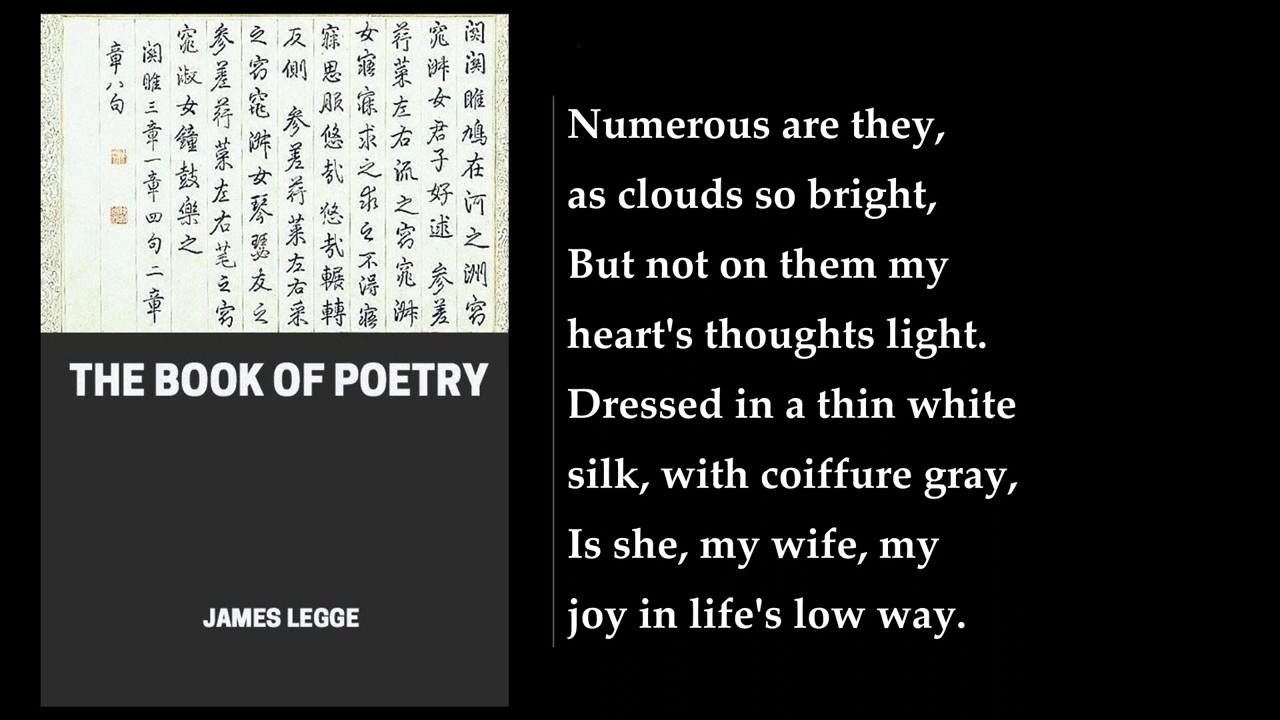 關關雎鳩在河之洲窈
窕淑女君子好逑 參差
荇菜左右流之窈窕淑
女寤寐求之求之不得寤
寐思服悠哉悠哉輾轉
反側 參差荇菜左右采
之窈窕淑女琴瑟友之
參差荇菜左右芼之窈
窕淑女鐘鼓樂之
關雎三章一章四句二章
章八句
THE BOOK OF POETRY
JAMES LEGGE
Numerous are they,
as clouds so bright,
But not on them my
heart's thoughts light.
Dressed in a thin white
silk, with coiffure gray,
Is she, my wife, my
joy in life's low way.